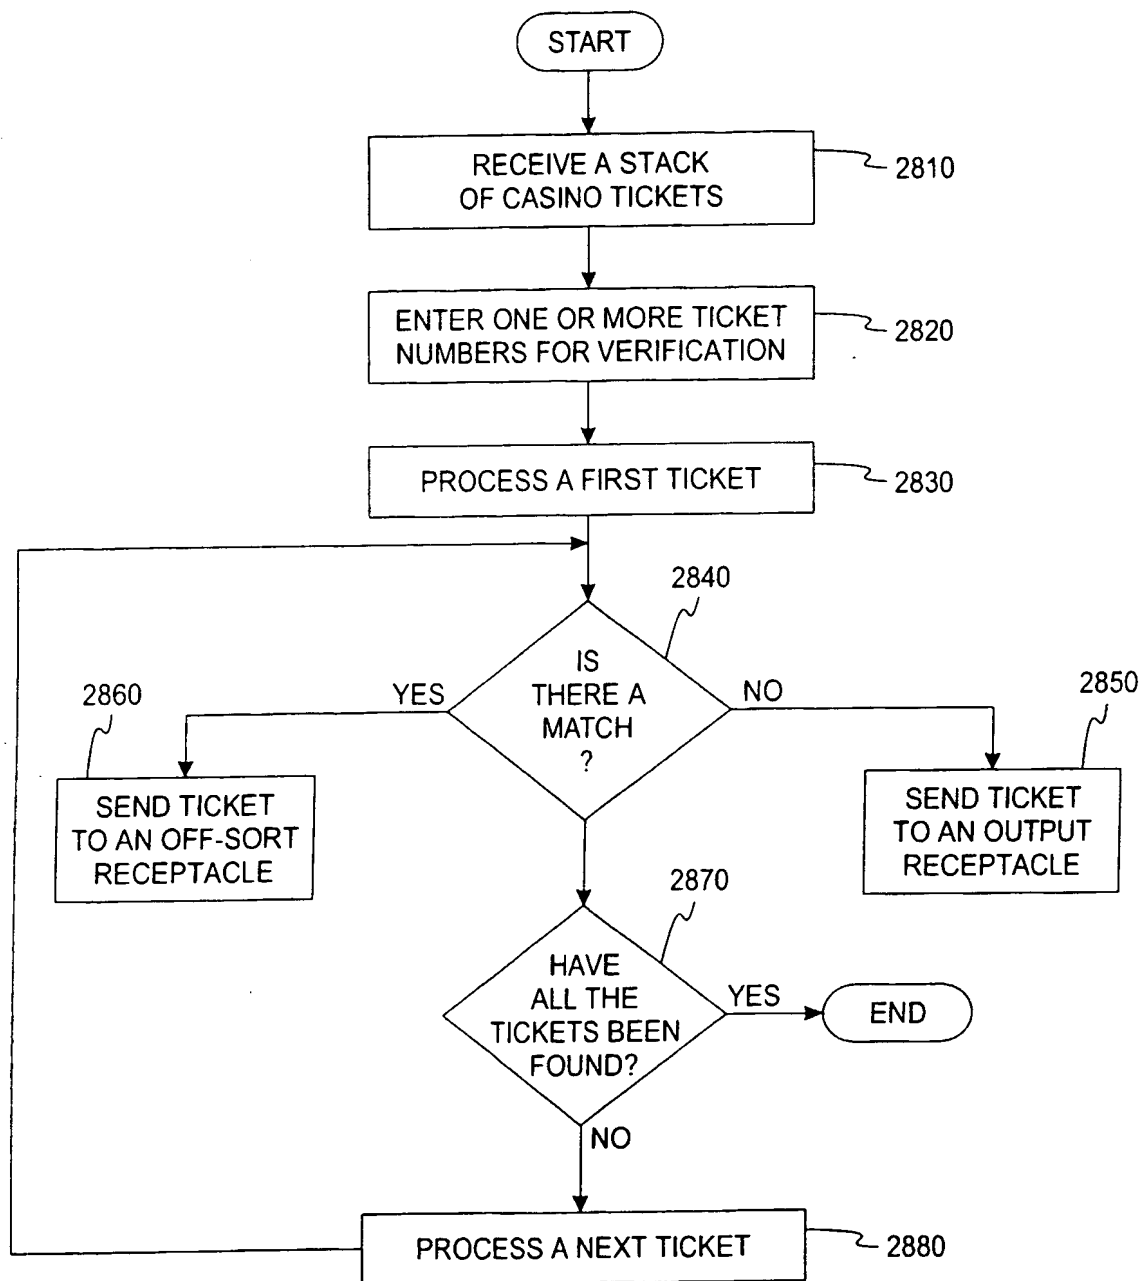 START
RECEIVE A STACK
OF CASINO TICKETS
2810
ENTER ONE OR MORE TICKET
NUMBERS FOR VERIFICATION
2820
PROCESS A FIRST TICKET
2830
2840
IS
THERE A
MATCH
?
YES
NO
2860
SEND TICKET
TO AN OFF-SORT
RECEPTACLE
2850
SEND TICKET
TO AN OUTPUT
RECEPTACLE
2870
HAVE
ALL THE
TICKETS BEEN
FOUND?
YES
END
NO
PROCESS A NEXT TICKET
2880